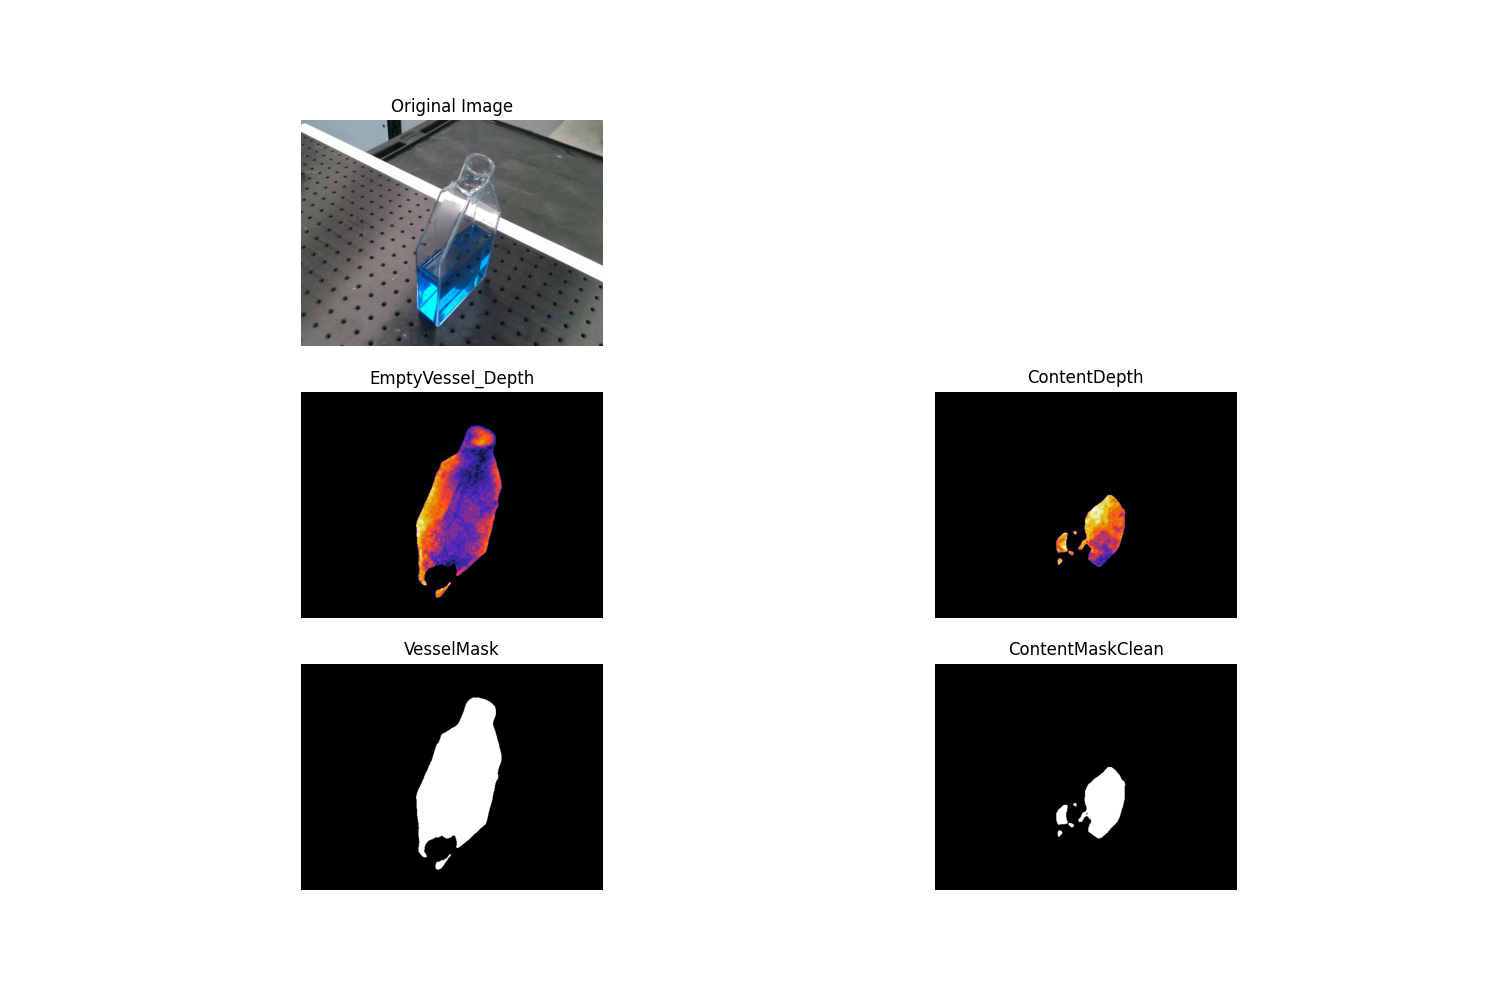 Original Image
EmptyVessel_Depth
ContentDepth
VesselMask
ContentMaskClean